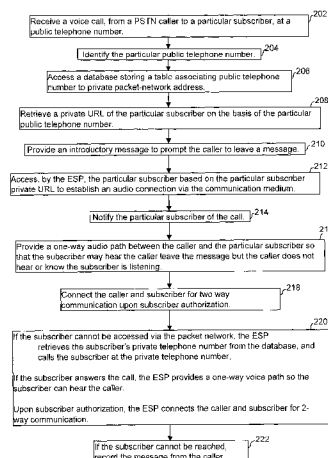 Receive a voice call, from a PSTN caller to a particular subscriber, at a
public telephone number.
202
Identify the particular public telephone number.
204
Access a database storing a table associating public telephone
number to private packet-network address.
206
Retrieve a private URL of the particular subscriber on the basis of the particular
public telephone number.
208
Provide an introductory message to prompt the caller to leave a message.
210
212
Access, by the ESP, the particular subscriber based on the particular subscriber
private URL to establish an audio connection via the communication medium.
Notify the particular subscriber of the call.
214
21
Provide a one-way audio path between the caller and the particular subscriber so
that the subscriber may hear the caller leave the message but the caller does not
hear or know the subscriber is listening.
Connect the caller and subscriber for two way
communication upon subscriber authorization.
218
220
If the subscriber cannot be accessed via the packet network, the ESP
retrieves the subscriber's private telephone number from the database, and
calls the subscriber at the private telephone number.
If the subscriber answers the call, the ESP provides a one-way voice path so the
subscriber can hear the caller.
Upon subscriber authorization, the ESP connects the caller and subscriber for 2-
way communication.
If the subscriber cannot be reached,
record the message from the caller
222